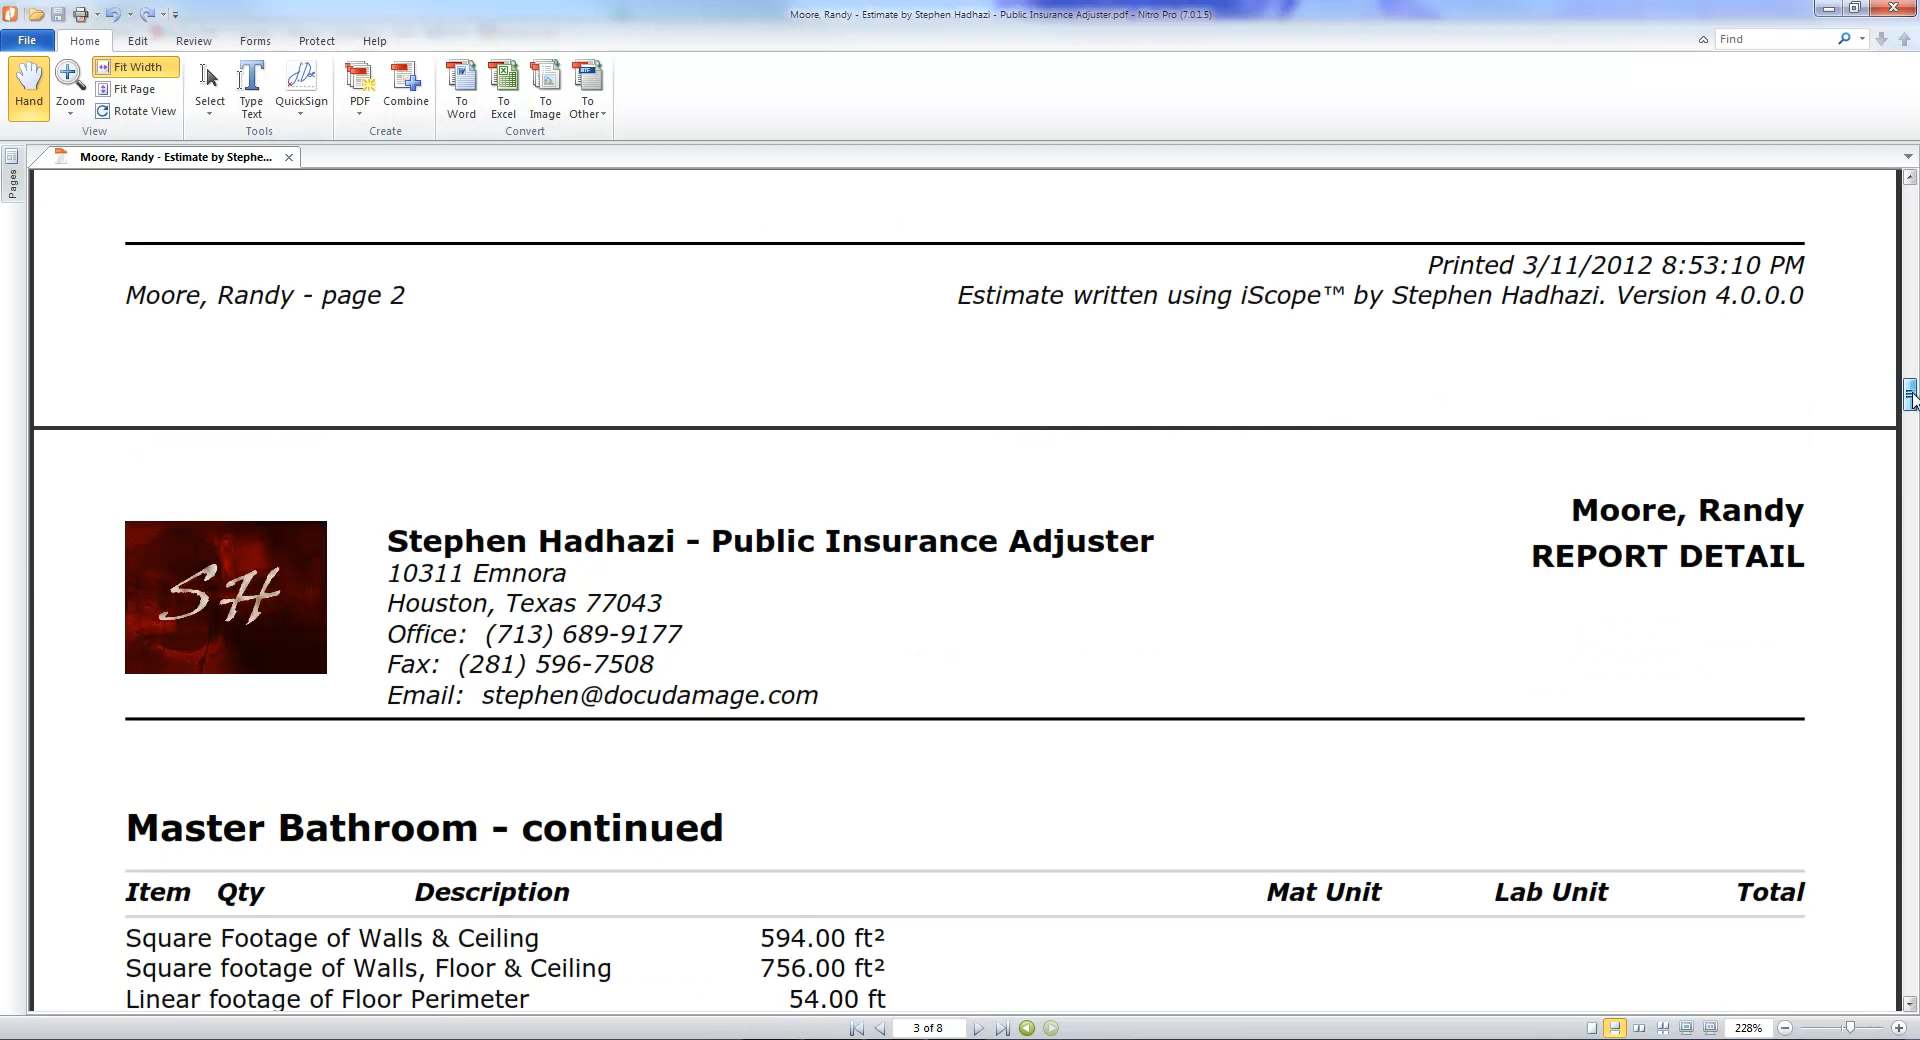 Moore, Randy - Estimate by Stephen Hadhazi - Public Insurance Adjuster.pdf - Nitro Pro (7.0.1.5)
File Home Edit Review Forms Protect Help
Find
Hand
Zoom
Fit Width
Fit Page
Rotate View
View
Select
Type Text
QuickSign
Tools
PDF
Combine
Create
To Word
To Excel
To Image
To Other
Convert
Pages
Moore, Randy - Estimate by Stephe...
Printed 3/11/2012 8:53:10 PM
Moore, Randy - page 2 Estimate written using iScope™ by Stephen Hadhazi. Version 4.0.0.0
Moore, Randy
REPORT DETAIL
SH
Stephen Hadhazi - Public Insurance Adjuster
10311 Emnora
Houston, Texas 77043
Office: (713) 689-9177
Fax: (281) 596-7508
Email: stephen@docudamage.com
Master Bathroom - continued
Item Qty Description Mat Unit Lab Unit Total
Square Footage of Walls & Ceiling 594.00 ft²
Square footage of Walls, Floor & Ceiling 756.00 ft²
Linear footage of Floor Perimeter 54.00 ft
3 of 8
228%